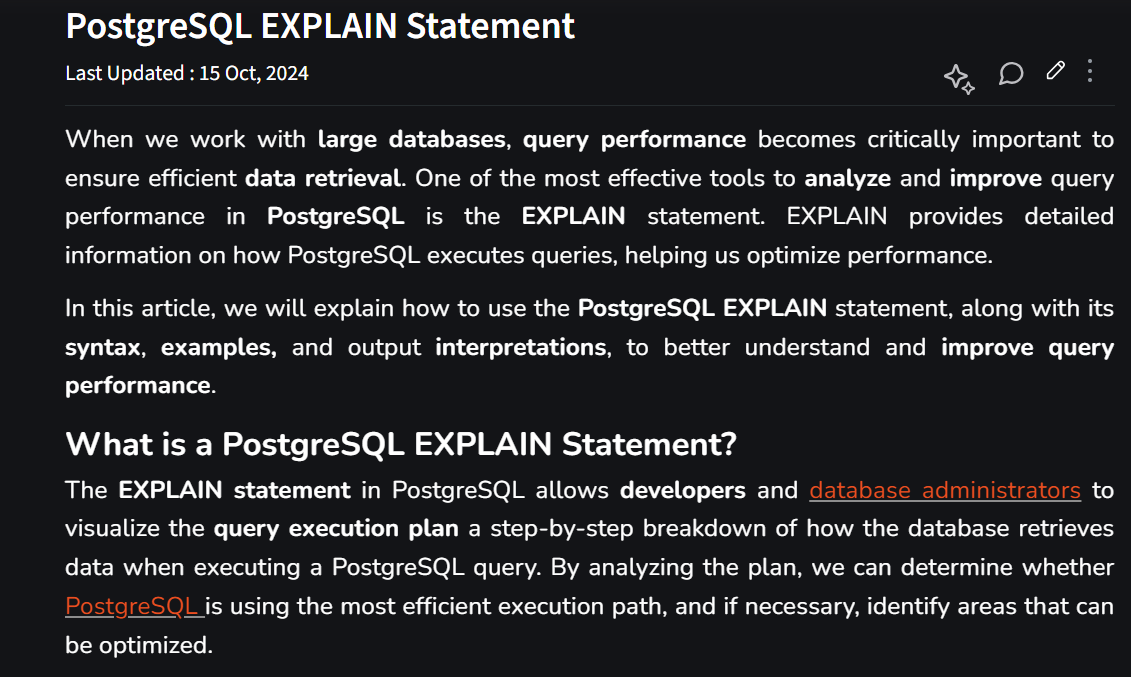 PostgreSQL EXPLAIN Statement
Last Updated : 15 Oct, 2024
When we work with large databases, query performance becomes critically important to
ensure efficient data retrieval. One of the most effective tools to analyze and improve query
performance in PostgreSQL is the EXPLAIN statement. EXPLAIN provides detailed
information on how PostgreSQL executes queries, helping us optimize performance.
In this article, we will explain how to use the PostgreSQL EXPLAIN statement, along with its
syntax, examples, and output interpretations, to better understand and improve query
performance.
What is a PostgreSQL EXPLAIN Statement?
The EXPLAIN statement in PostgreSQL allows developers and database administrators to
visualize the query execution plan a step-by-step breakdown of how the database retrieves
data when executing a PostgreSQL query. By analyzing the plan, we can determine whether
PostgreSQL is using the most efficient execution path, and if necessary, identify areas that can
be optimized.